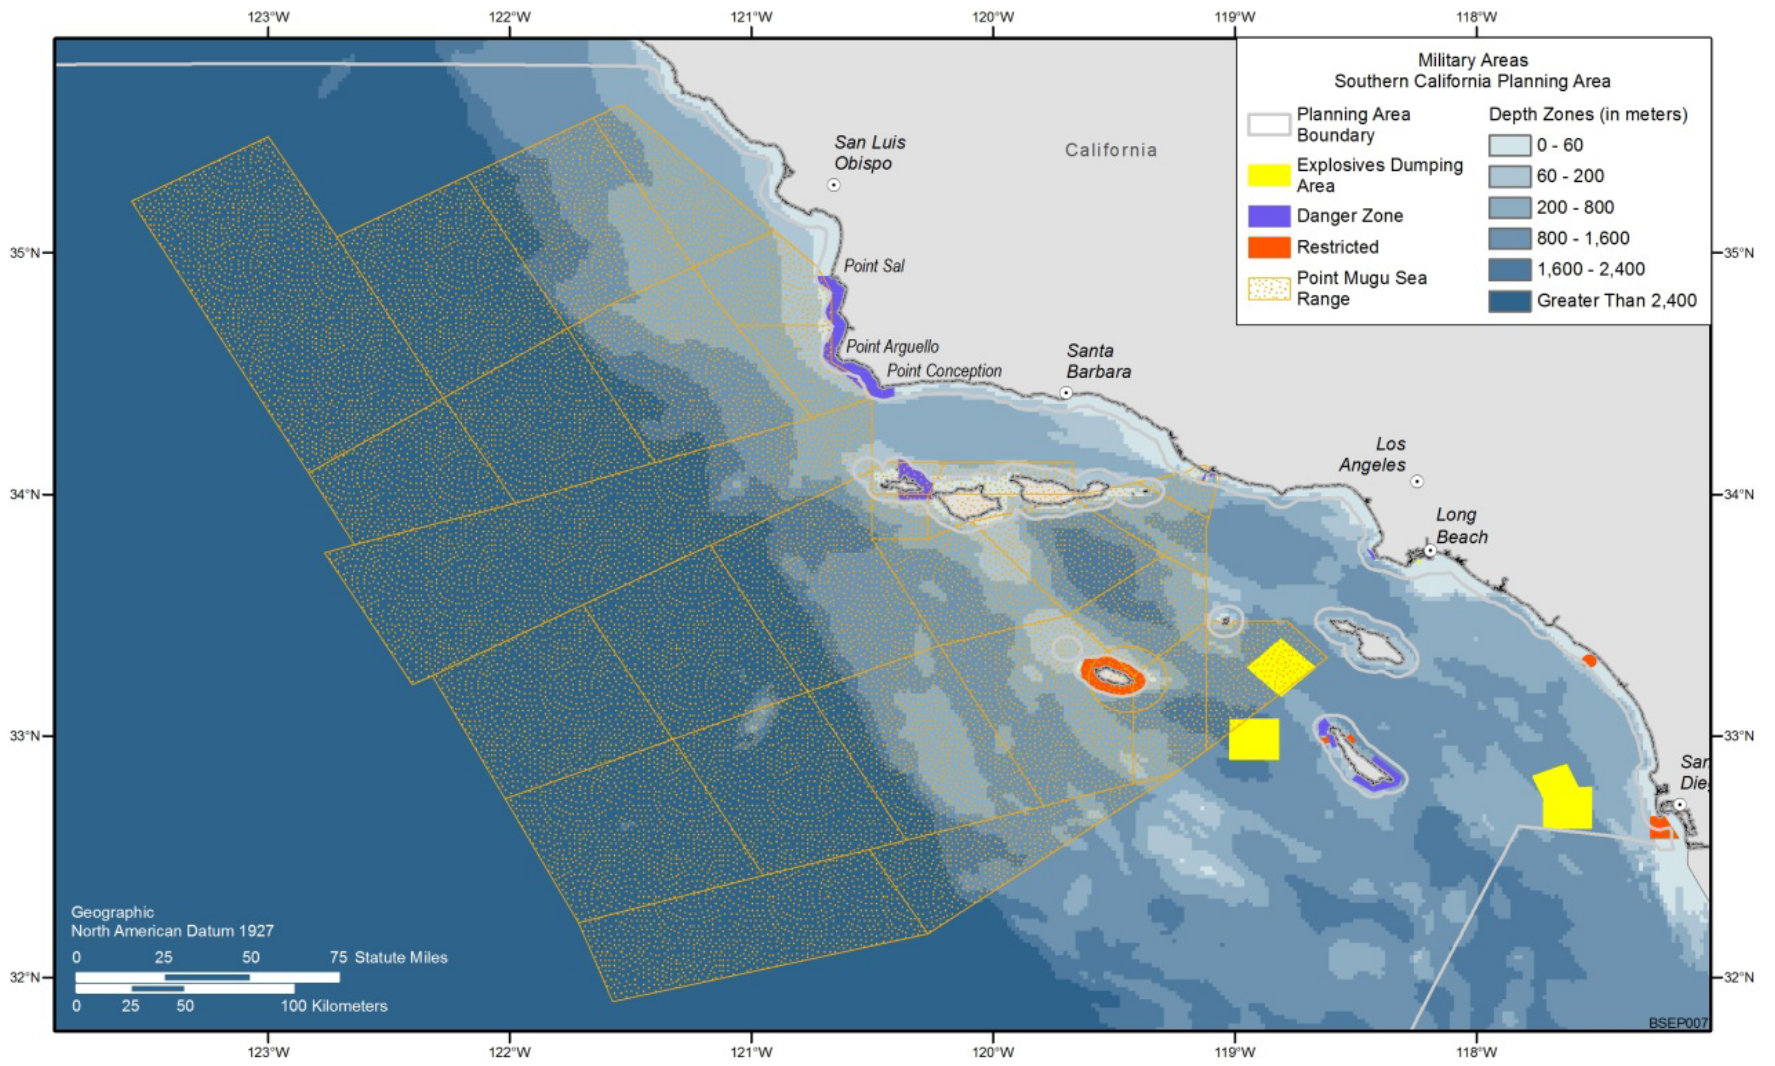 123°W
122°W
121°W
120°W
119°W
118°W
Military Areas
Southern California Planning Area
Planning Area
Boundary
Explosives Dumping
Area
Danger Zone
Restricted
Point Mugu Sea
Range
Depth Zones (in meters)
0 - 60
60 - 200
200 - 800
800 - 1,600
1,600 - 2,400
Greater Than 2,400
San Luis
Obispo
California
35°N
35°N
Point Sal
Point Arguello
Point Conception
Santa
Barbara
Los
Angeles
34°N
34°N
Long
Beach
33°N
33°N
San
Die
Geographic
North American Datum 1927
0 25 50 75 Statute Miles
0 25 50 100 Kilometers
32°N
32°N
BSEP007
123°W
122°W
121°W
120°W
119°W
118°W